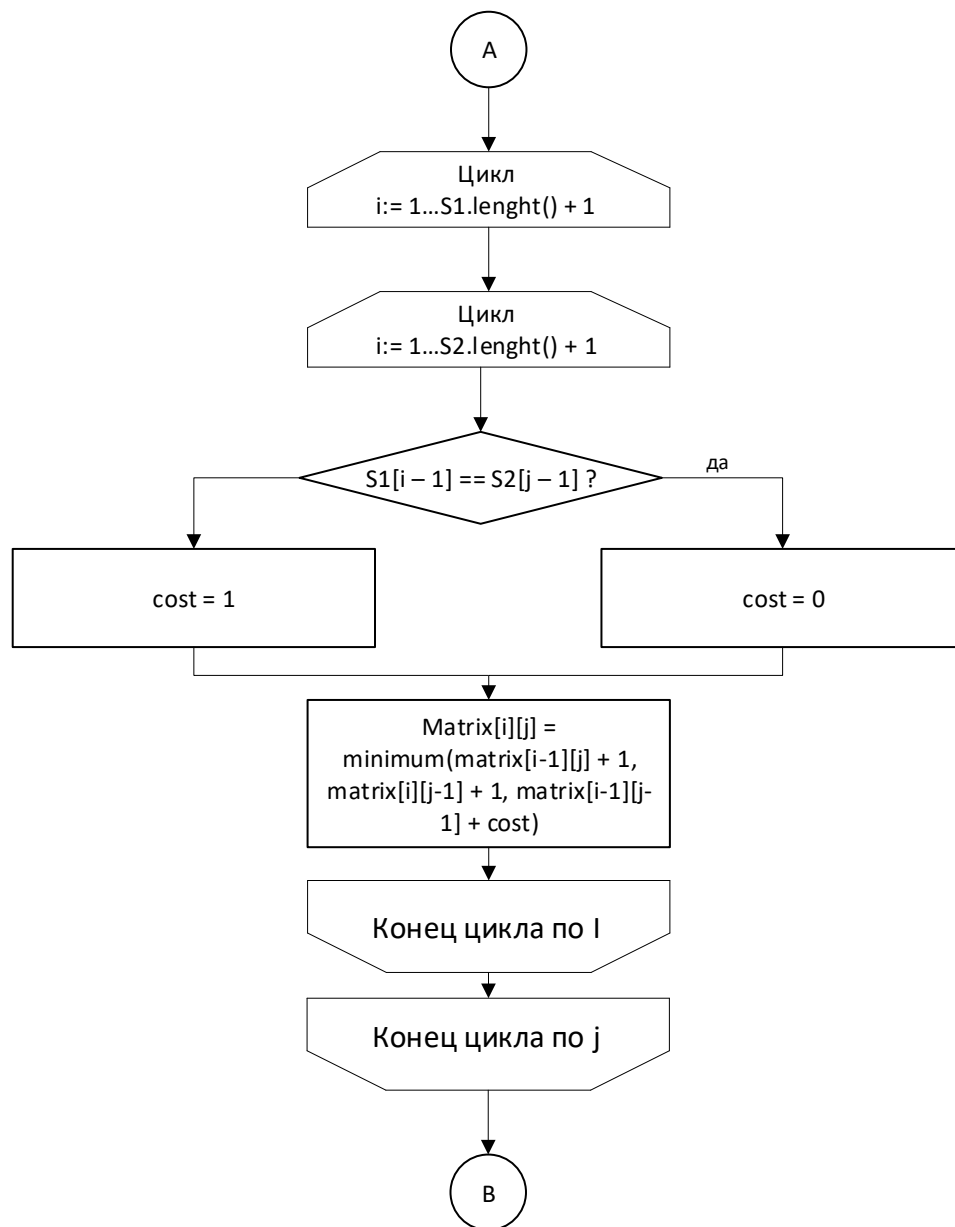 A
Цикл
i:= 1...S1.lenght() + 1
Цикл
i:= 1...S2.lenght() + 1
S1[i – 1] == S2[j – 1] ?
да
cost = 1
cost = 0
Matrix[i][j] =
minimum(matrix[i-1][j] + 1,
matrix[i][j-1] + 1, matrix[i-1][j-
1] + cost)
Конец цикла по I
Конец цикла по j
B